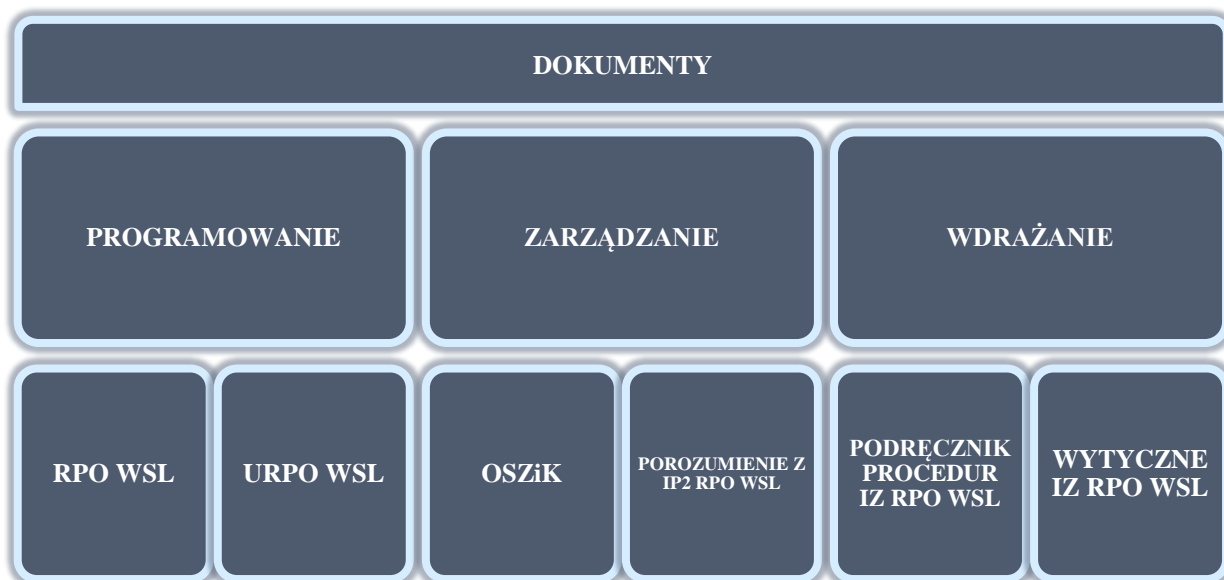 DOKUMENTY
PROGRAMOWANIE
ZARZĄDZANIE
WDRAŻANIE
RPO WSL
URPO WSL
OSZiK
POROZUMIENIE Z
IP2 RPO WSL
PODRĘCZNIK
PROCEDUR
IZ RPO WSL
WYTYCZNE
IZ RPO WSL